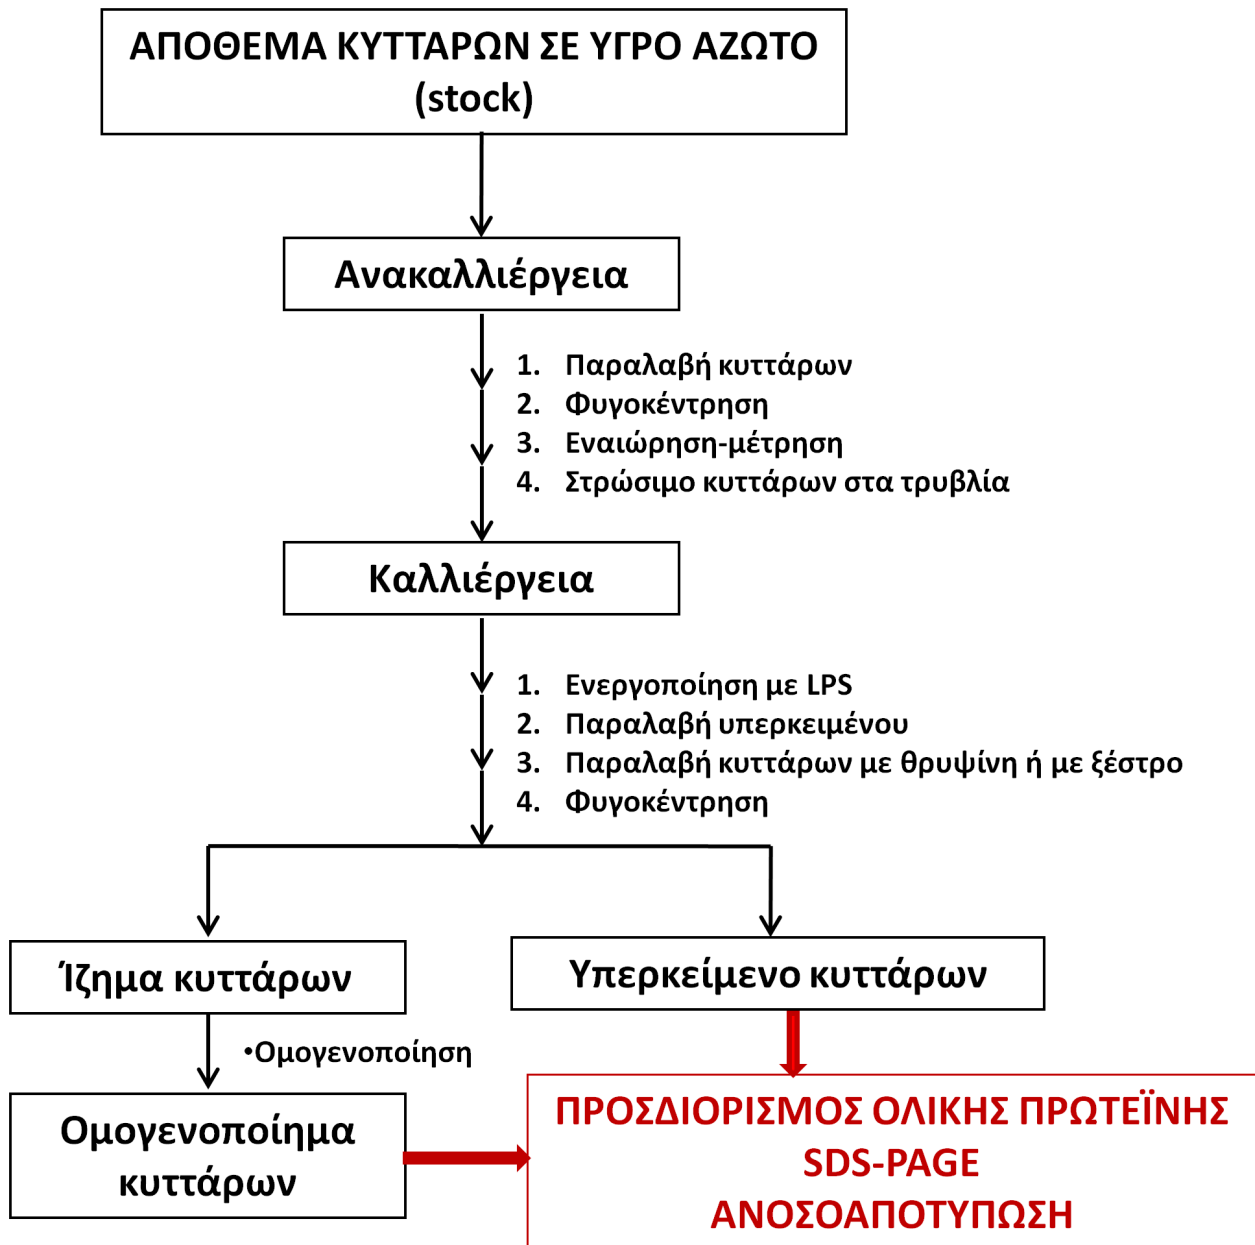 ΑΠΟΘΕΜΑ ΚΥΤΤΑΡΩΝ ΣΕ ΥΓΡΟ ΑΖΩΤΟ
(stock)
Ανακαλλιέργεια
1. Παραλαβή κυττάρων
2. Φυγοκέντρηση
3. Εναιώρηση-μέτρηση
4. Στρώσιμο κυττάρων στα τρυβλία
Καλλιέργεια
1. Ενεργοποίηση με LPS
2. Παραλαβή υπερκειμένου
3. Παραλαβή κυττάρων με θρυψίνη ή με ξέστρο
4. Φυγοκέντρηση
Ίζημα κυττάρων
Υπερκείμενο κυττάρων
•Ομογενοποίηση
Ομογενοποίημα
κυττάρων
ΠΡΟΣΔΙΟΡΙΣΜΟΣ ΟΛΙΚΗΣ ΠΡΩΤΕΪΝΗΣ
SDS-PAGE
ΑΝΟΣΟΑΠΟΤΥΠΩΣΗ